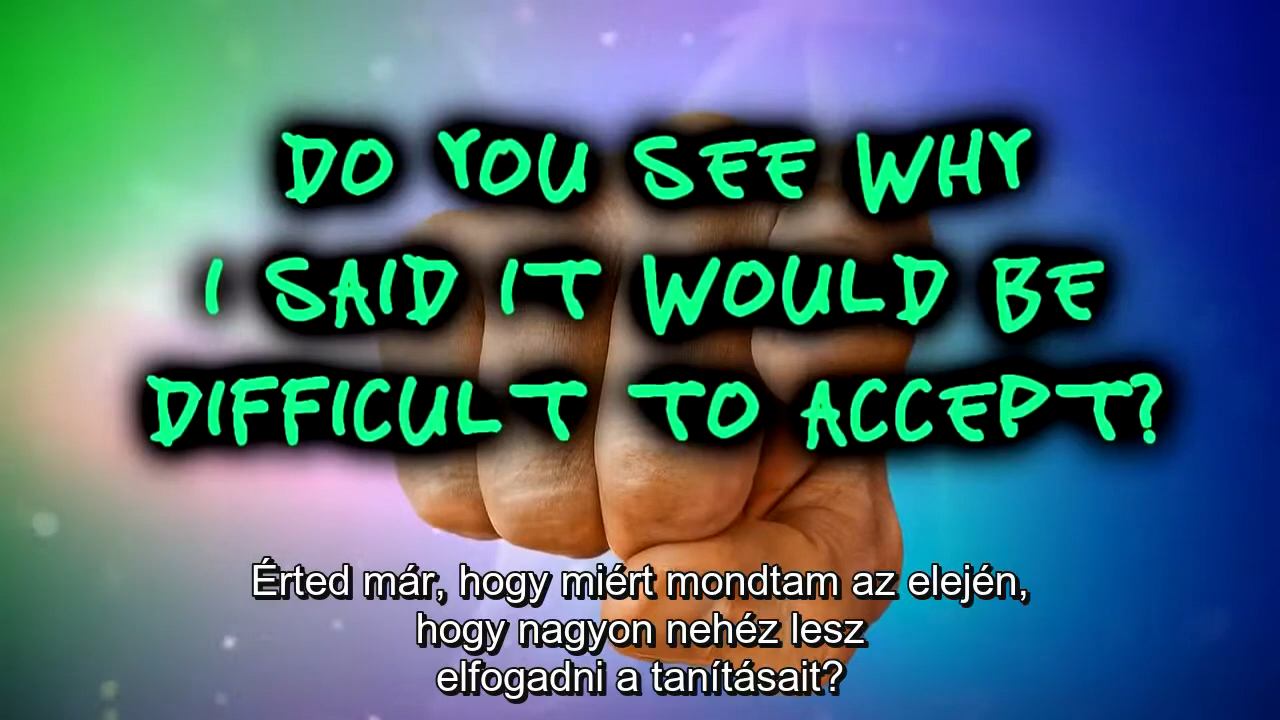 DO YOU SEE WHY
I SAID IT WOULD BE
DIFFICULT TO ACCEPT?
Érted már, hogy miért mondtam az elején,
hogy nagyon nehéz lesz
elfogadni a tanításait?